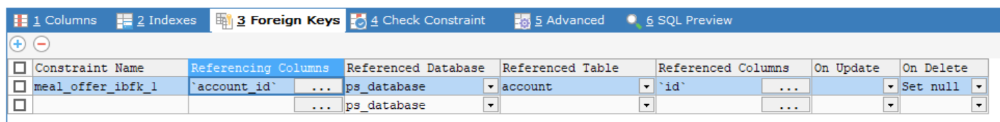 1 Columns 2 Indexes 3 Foreign Keys 4 Check Constraint 5 Advanced 6 SQL Preview
Constraint Name Referencing Columns Referenced Database Referenced Table Referenced Columns On Update On Delete
meal_offer_ibfk_1 `account_id` ... ps_database account `id` ... Set null
... ps_database ...